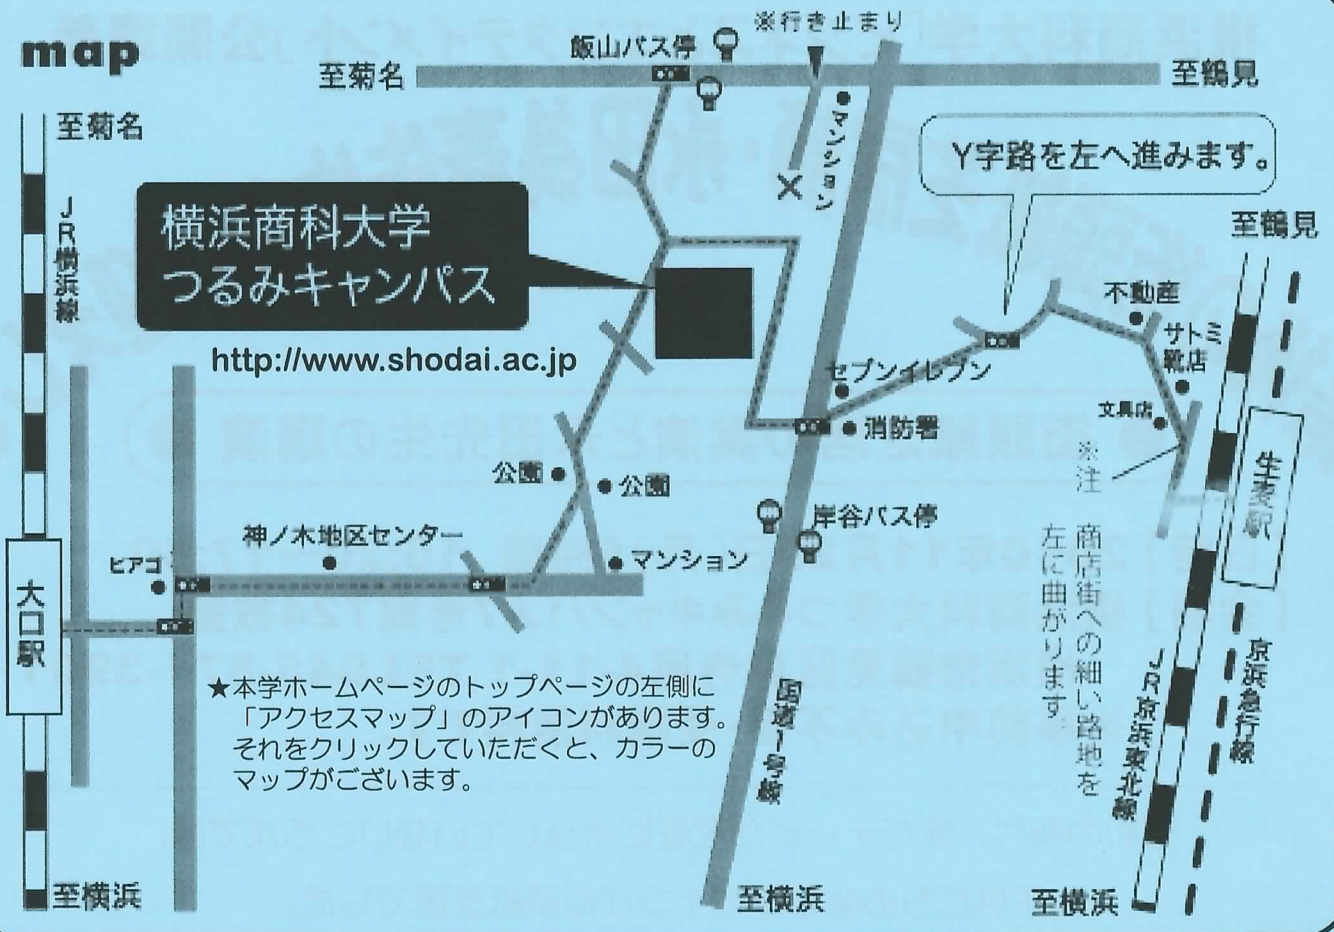 map
※行き止まり
飯山バス停
至菊名
至鶴見
至菊名
マンション
Y字路を左へ進みます。
JR横浜線
横浜商科大学
つるみキャンパス
至鶴見
不動産
サトミ
靴店
http://www.shodai.ac.jp
セブンイレブン
文具店
消防署
※注
公園
公園
生麦駅
岸谷バス停
神ノ木地区センター
マンション
ピアゴ
商店街への細い路地を
左に曲がります
大口駅
★本学ホームページのトップページの左側に
「アクセスマップ」のアイコンがあります。
それをクリックしていただくと、カラーの
マップがございます。
国道1号線
JR京浜東北線
京浜急行線
至横浜
至横浜
至横浜